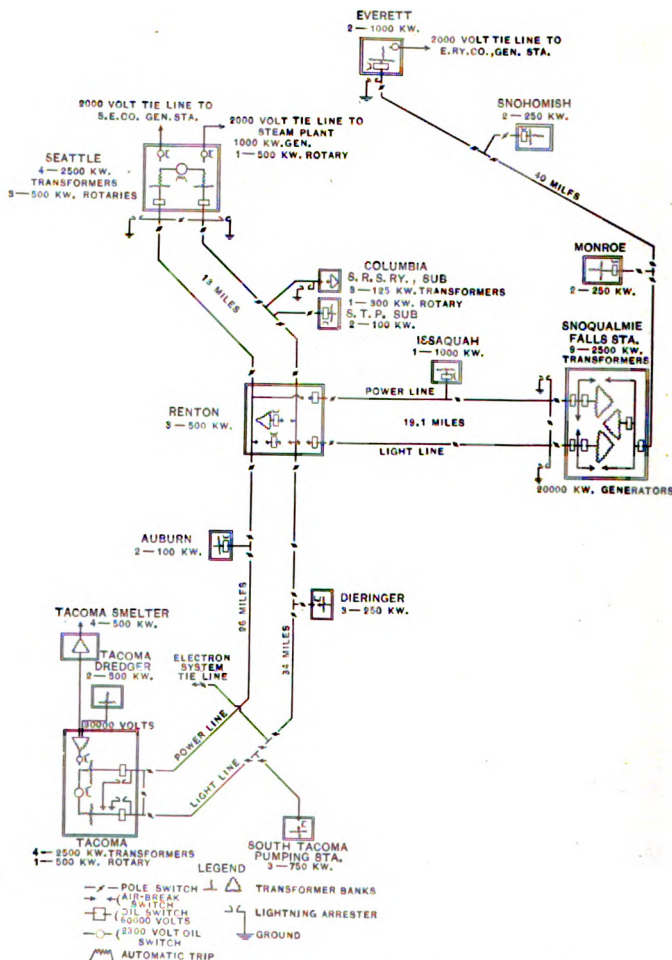 EVERETT
2—1000 KW.
2000 VOLT TIE LINE TO
E.RY.CO., GEN. STA.
2000 VOLT TIE LINE TO
S.E.CO. GEN. STA.
2000 VOLT TIE LINE TO
STEAM PLANT
1000 KW. GEN.
1—500 KW. ROTARY
SNOHOMISH
2—250 KW.
SEATTLE
4—2500 KW.
TRANSFORMERS
3—500 KW. ROTARIES
40 MILES
MONROE
2—250 KW.
13 MILES
COLUMBIA
S.R.S.RY., SUB
3—125 KW. TRANSFORMERS
1—300 KW. ROTARY
S.T.P. SUB
2—100 KW.
ISSAQUAH
1—1000 KW.
SNOQUALMIE
FALLS STA.
9—2500 KW.
TRANSFORMERS
POWER LINE
RENTON
3—500 KW.
19.1 MILES
LIGHT LINE
20000 KW. GENERATORS
AUBURN
2—100 KW.
26 MILES
34 MILES
DIERINGER
3—250 KW.
TACOMA SMELTER
4—500 KW.
TACOMA
DREDGER
2—300 KW.
ELECTRON
SYSTEM
TIE LINE
30000 VOLTS
POWER LINE
LIGHT LINE
TACOMA
4—2500 KW. TRANSFORMERS
1—500 KW. ROTARY
SOUTH TACOMA
PUMPING STA.
3—750 KW.
LEGEND
POLE SWITCH
AIR-BREAK
SWITCH
OIL SWITCH
60000 VOLTS
2300 VOLT OIL
SWITCH
AUTOMATIC TRIP
TRANSFORMER BANKS
LIGHTNING ARRESTER
GROUND